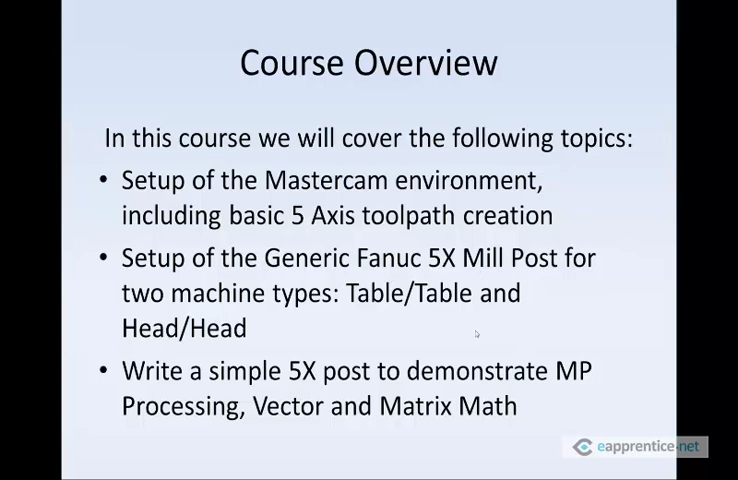 Course Overview
In this course we will cover the following topics:
• Setup of the Mastercam environment,
including basic 5 Axis toolpath creation
• Setup of the Generic Fanuc 5X Mill Post for
two machine types: Table/Table and
Head/Head
• Write a simple 5X post to demonstrate MP
Processing, Vector and Matrix Math
eapprentice.net